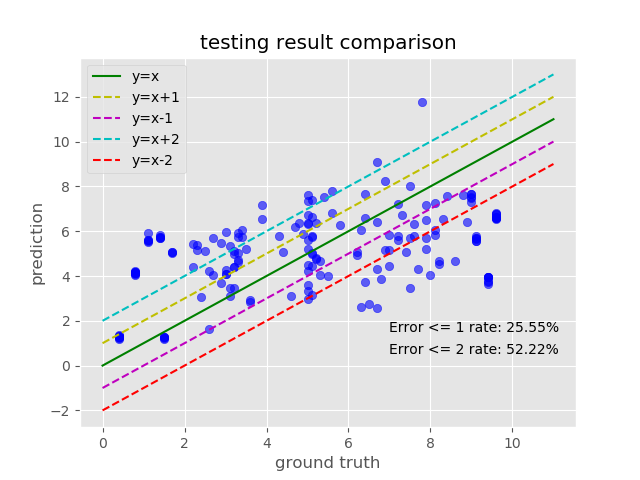 testing result comparison
y=x
y=x+1
y=x-1
y=x+2
y=x-2
12
10
8
6
4
2
0
−2
prediction
Error <= 1 rate: 25.55%
Error <= 2 rate: 52.22%
0 2 4 6 8 10
ground truth